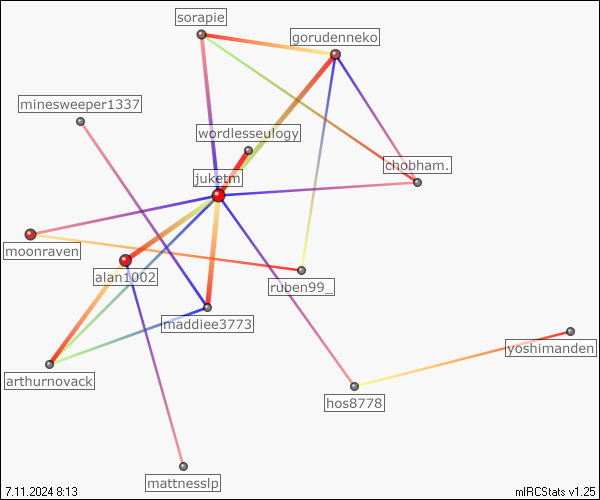 sorapie
gorudenneko
minesweeper1337
wordlesseulogy
chobham.
juketm
moonraven
alan1002
ruben99_
maddiee3773
yoshimanden
arthurnovack
hos8778
mattnesslp
7.11.2024 8:13
mIRCStats v1.25